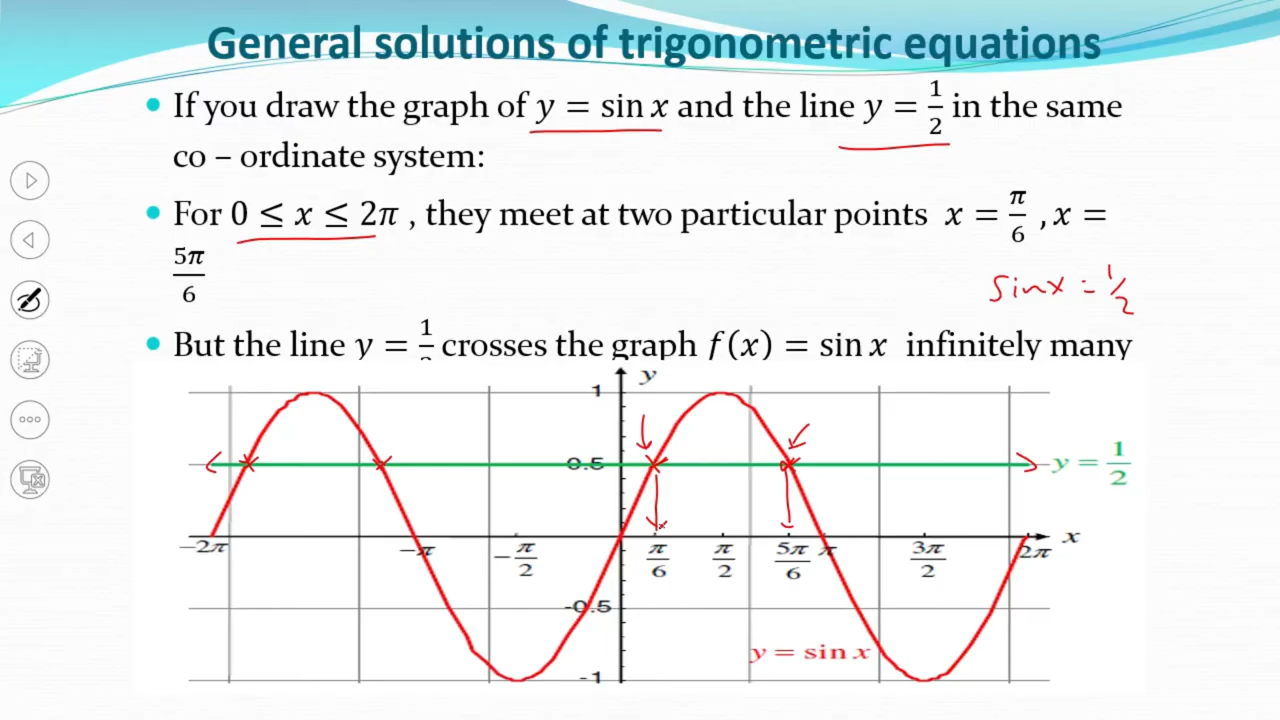 General solutions of trigonometric equations
• If you draw the graph of y = sin x and the line y = 1/2 in the same
co – ordinate system:
• For 0 ≤ x ≤ 2π , they meet at two particular points x = π/6 , x =
5π/6
sinx = 1/2
• But the line y = 1/ crosses the graph f(x) = sin x infinitely many
y
1
0.5
y = 1/2
x
−2π
−π
−π/2
π/6
π/2
5π/6
π
3π/2
2π
-0.5
y = sin x
-1